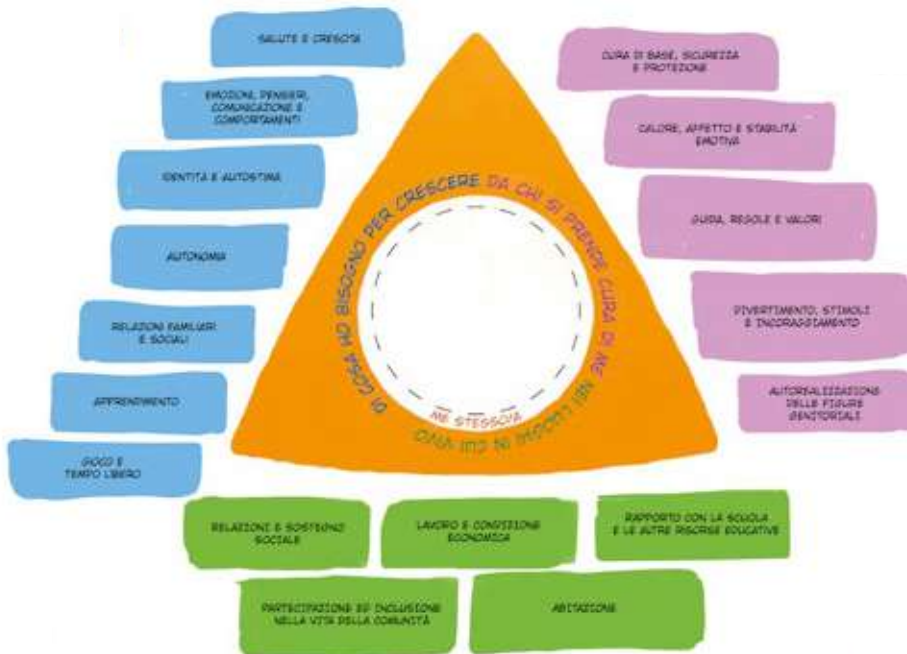 SALUTE E CRESCITA
EMOZIONI, PENSIERI,
COMUNICAZIONE E
COMPORTAMENTI
IDENTITÀ E AUTOSTIMA
AUTONOMIA
RELAZIONI FAMILIARI
E SOCIALI
APPRENDIMENTO
GIOCO E
TEMPO LIBERO
DI COSA HO BISOGNO PER CRESCERE
DA CHI SI PRENDE CURA DI ME
NEI LUOGHI IN CUI VIVO
ME STESSO/A
CURA DI BASE, SICUREZZA
E PROTEZIONE
CALORE, AFFETTO E STABILITÀ
EMOTIVA
GUIDA, REGOLE E VALORI
DIVERTIMENTO, STIMOLI
E INCORAGGIAMENTO
AUTOREALIZZAZIONE
DELLE FIGURE
GENITORIALI
RELAZIONI E SOSTEGNO
SOCIALE
LAVORO E CONDIZIONE
ECONOMICA
RAPPORTO CON LA SCUOLA
E LE ALTRE RISORSE EDUCATIVE
PARTECIPAZIONE ED INCLUSIONE
NELLA VITA DELLA COMUNITÀ
ABITAZIONE